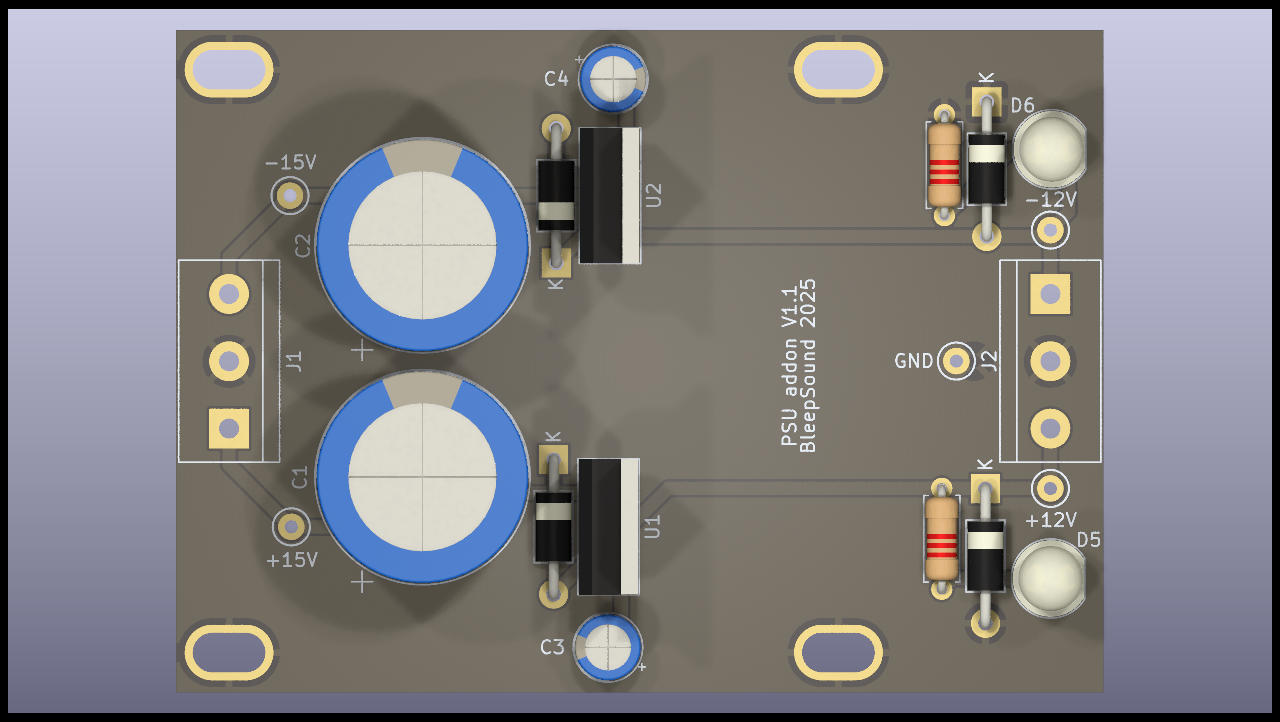 C4
K
D6
-15V
U2
-12V
C2
K
+
PSU addon V1.1
BleepSound 2025
J1
GND
J2
K
K
C1
U1
+12V
D5
+15V
+
C3
+
+